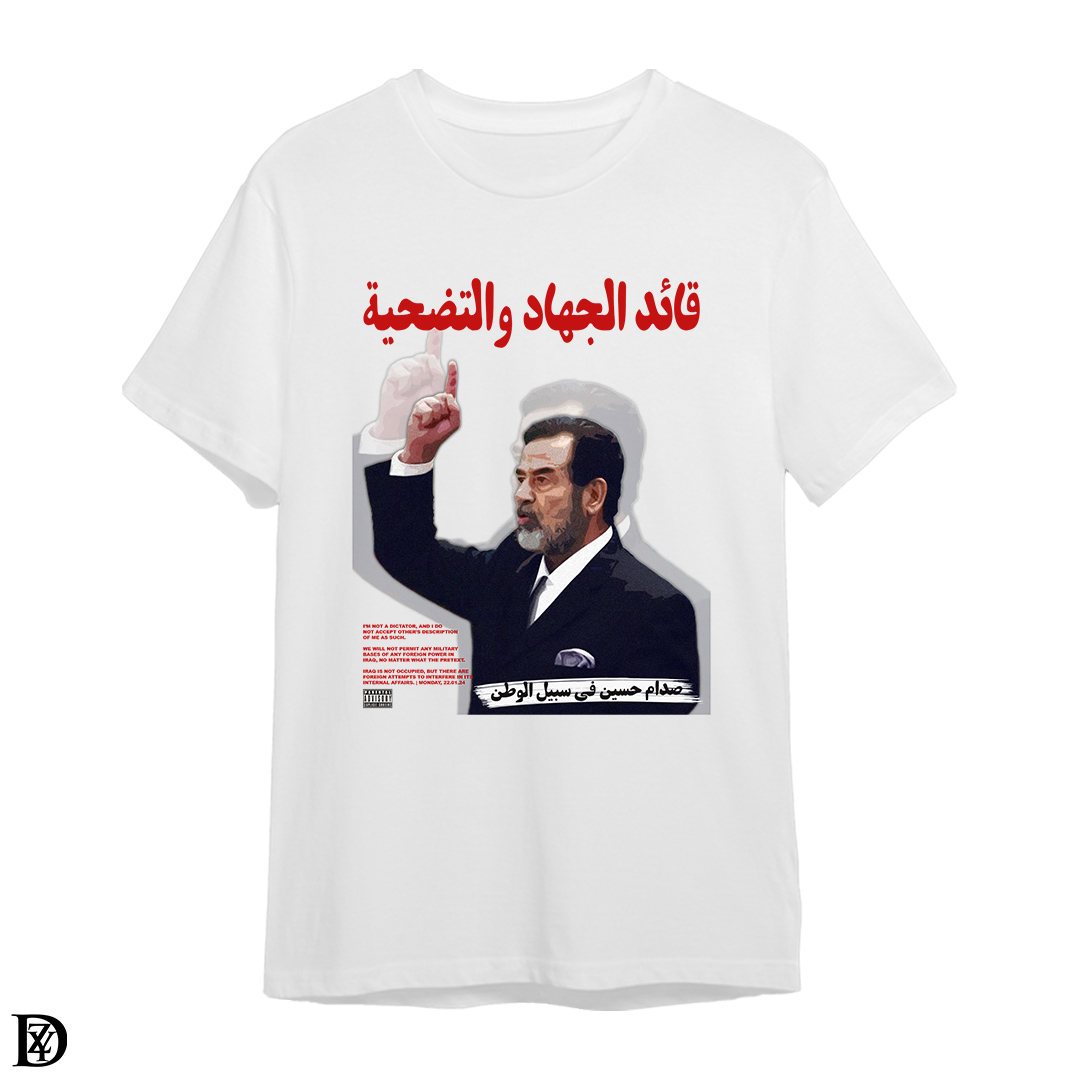 قائد الجهاد والتضحية
I'M NOT A DICTATOR, AND I DO
NOT ACCEPT OTHER'S DESCRIPTION
OF ME AS SUCH.
WE WILL NOT PERMIT ANY MILITARY
BASES OF ANY FOREIGN POWER IN
IRAQ, NO MATTER WHAT THE PRETEXT.
IRAQ IS NOT OCCUPIED, BUT THERE ARE
FOREIGN ATTEMPTS TO INTERFERE IN ITS
INTERNAL AFFAIRS. | MONDAY, 22.01.24
PARENTAL
ADVISORY
EXPLICIT CONTENT
صدام حسين في سبيل الوطن